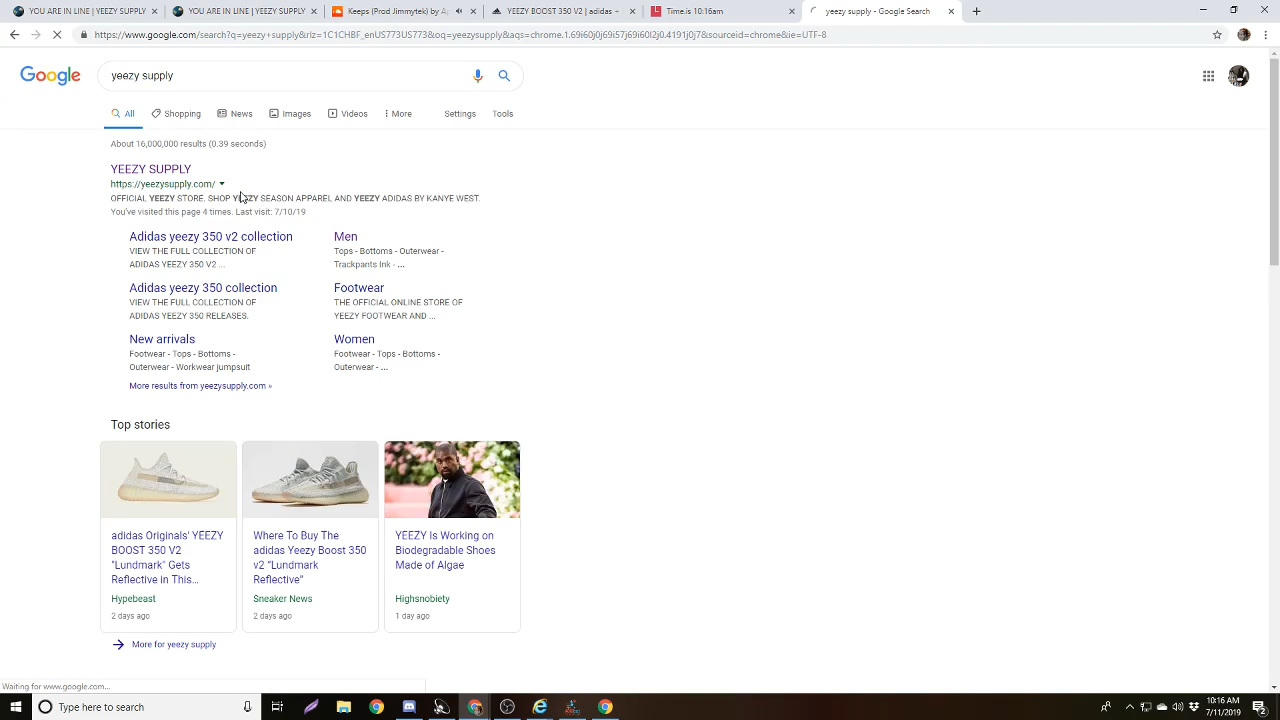 YOU ARE IN LINE | YEEZY SUPPLY
YOU ARE IN LINE | YEEZY SUPPLY
Keeps (Prod Jimmytek) by Ag
YEEZY BOOST 350 V2 | adidas +
Time.is 10:16am
yeezy supply - Google Search
https://www.google.com/search?q=yeezy+supply&rlz=1C1CHBF_enUS773US773&oq=yeezy+supply&aqs=chrome.1.69i60j0j69i57j69i60l2j0.4191j0j7&sourceid=chrome&ie=UTF-8
Google
yeezy supply
All Shopping News Images Videos More Settings Tools
About 16,000,000 results (0.39 seconds)
YEEZY SUPPLY
https://yeezysupply.com/
OFFICIAL YEEZY STORE. SHOP YEEZY SEASON APPAREL AND YEEZY ADIDAS BY KANYE WEST.
You've visited this page 4 times. Last visit: 7/10/19
Adidas yeezy 350 v2 collection
VIEW THE FULL COLLECTION OF
ADIDAS YEEZY 350 V2 ...
Men
Tops - Bottoms - Outerwear -
Trackpants Ink - ...
Adidas yeezy 350 collection
VIEW THE FULL COLLECTION OF
ADIDAS YEEZY 350 RELEASES.
Footwear
THE OFFICIAL ONLINE STORE OF
YEEZY FOOTWEAR AND ...
New arrivals
Footwear - Tops - Bottoms -
Outerwear - Workwear jumpsuit
Women
Footwear - Tops - Bottoms -
Outerwear - ...
More results from yeezysupply.com »
Top stories
adidas Originals' YEEZY
BOOST 350 V2
"Lundmark" Gets
Reflective in This...
Hypebeast
2 days ago
Where To Buy The
adidas Yeezy Boost 350
v2 "Lundmark
Reflective"
Sneaker News
2 days ago
YEEZY Is Working on
Biodegradable Shoes
Made of Algae
Highsnobiety
1 day ago
More for yeezy supply
Waiting for www.google.com...
Type here to search
10:16 AM
7/11/2019